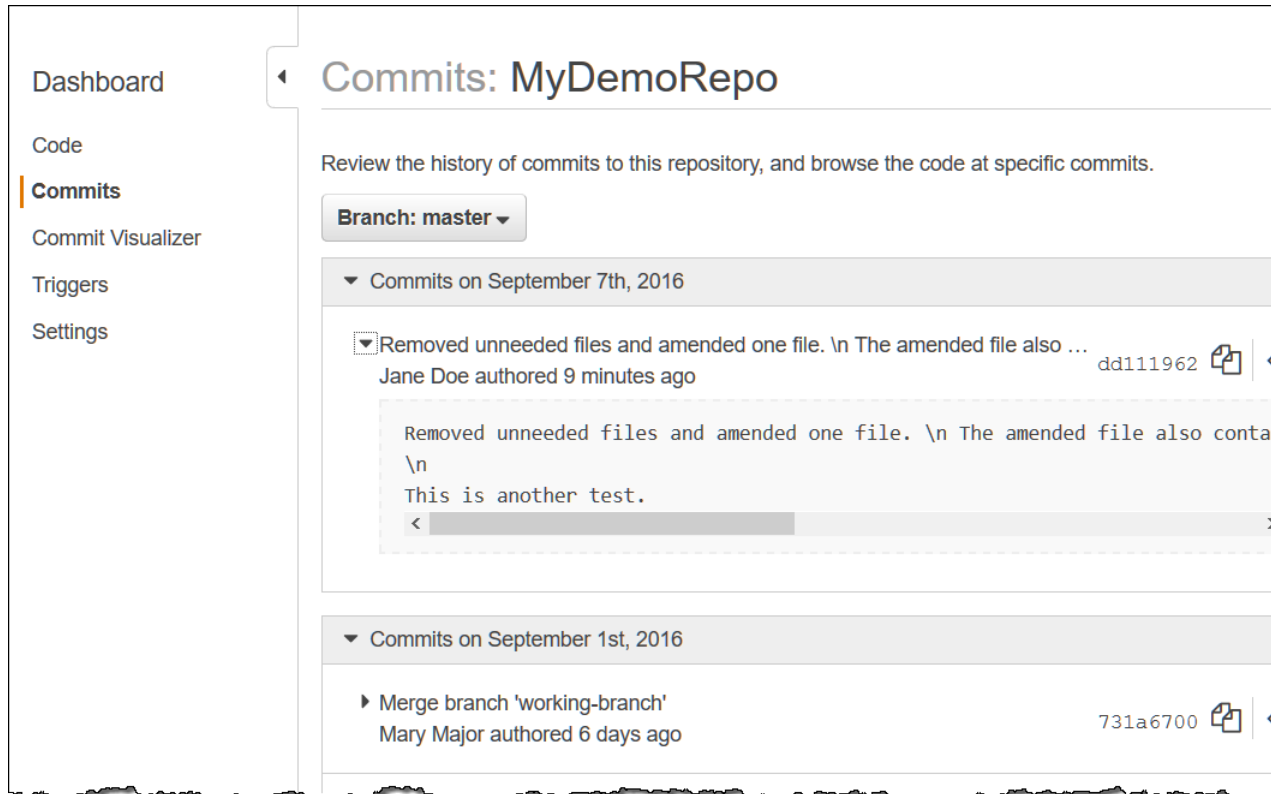 Dashboard
Code
Commits
Commit Visualizer
Triggers
Settings
Commits: MyDemoRepo
Review the history of commits to this repository, and browse the code at specific commits.
Branch: master
Commits on September 7th, 2016
Removed unneeded files and amended one file. \n The amended file also …
dd111962
Jane Doe authored 9 minutes ago
Removed unneeded files and amended one file. \n The amended file also conta
\n
This is another test.
Commits on September 1st, 2016
Merge branch 'working-branch'
731a6700
Mary Major authored 6 days ago